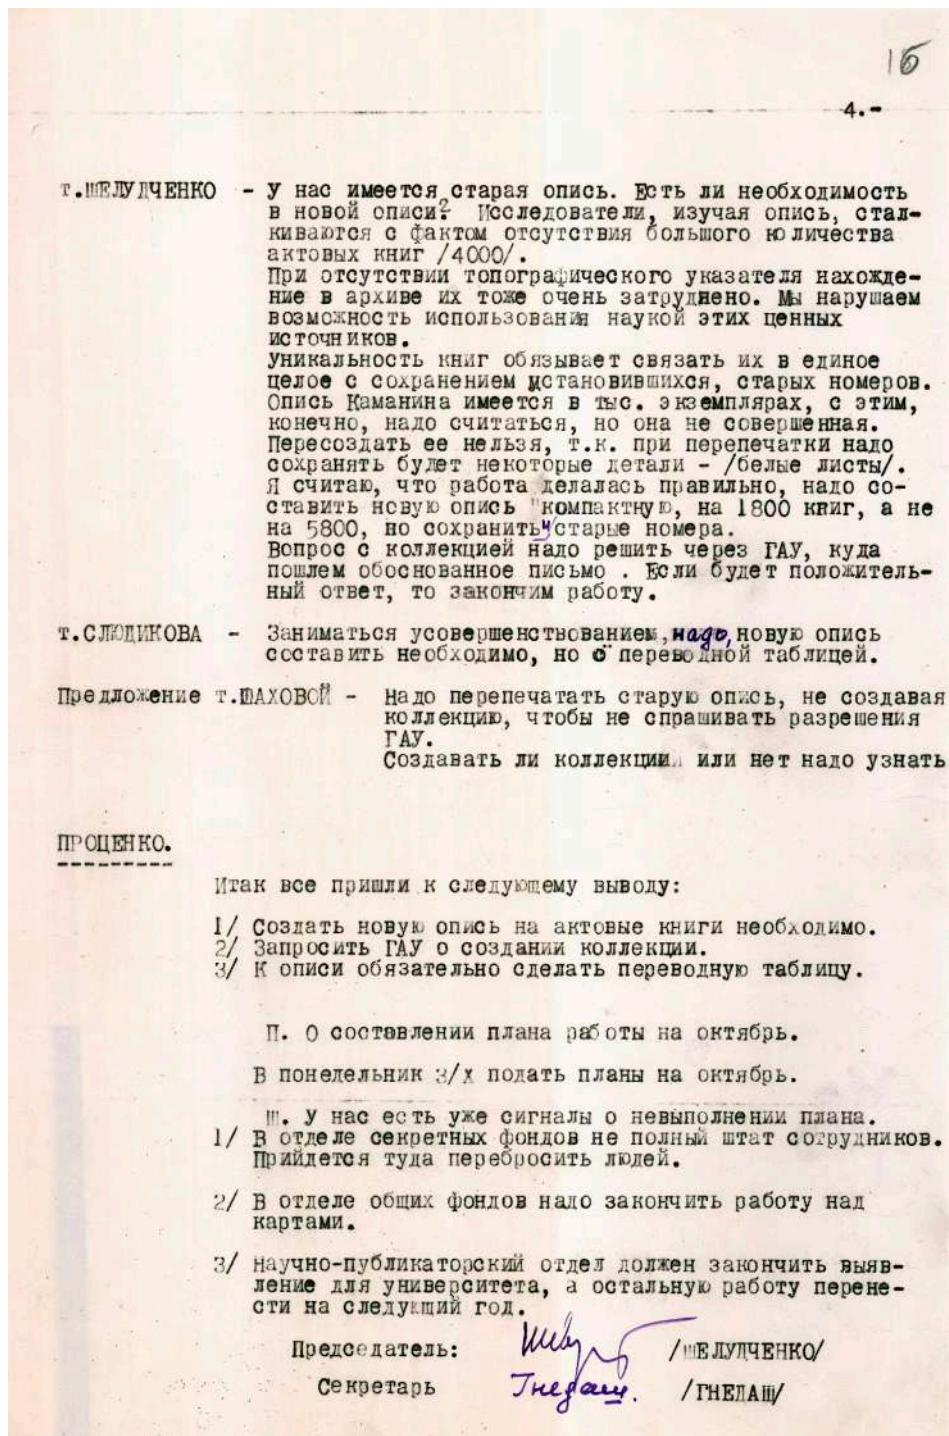 16
4.-
т.ШЕЛУДЧЕНКО - У нас имеется старая опись. Есть ли необходимость
в новой описи? Исследователи, изучая опись, стал-
киваются с фактом отсутствия большого количества
актовых книг /4000/.
При отсутствии топографического указателя нахожде-
ние в архиве их тоже очень затруднено. Мы нарушаем
возможность использования наукой этих ценных
источников.
Уникальность книг обязывает связать их в единое
целое с сохранением установившихся, старых номеров.
Опись Каманина имеется в тыс. экземплярах, с этим,
конечно, надо считаться, но она не совершенная.
Пересоздать ее нельзя, т.к. при перепечатки надо
сохранять будет некоторые детали - /белые листы/.
Я считаю, что работа делалась правильно, надо со-
ставить новую опись "компактную, на 1800 книг, а не
на 5800, но сохранить и старые номера.
Вопрос с коллекцией надо решить через ГАУ, куда
пошлем обоснованное письмо . Если будет положитель-
ный ответ, то закончим работу.
т.СЛЮДИКОВА - Заниматься усовершенствованием, надо, новую опись
составить необходимо, но с переводной таблицей.
Предложение т.ШАХОВОЙ - Надо перепечатать старую опись, не создавая
коллекцию, чтобы не спрашивать разрешения
ГАУ.
Создавать ли коллекции или нет надо узнать
ПРОЦЕНКО.
Итак все пришли к следующему выводу:
1/ Создать новую опись на актовые книги необходимо.
2/ Запросить ГАУ о создании коллекции.
3/ К описи обязательно сделать переводную таблицу.
П. О составлении плана работы на октябрь.
В понедельник 3/Х подать планы на октябрь.
Ш. У нас есть уже сигналы о невыполнении плана.
1/ В отделе секретных фондов не полный штат сотрудников.
Прийдется туда перебросить людей.
2/ В отделе общих фондов надо закончить работу над
картами.
3/ Научно-публикаторский отдел должен закончить выяв-
ление для университета, а остальную работу перене-
сти на следующий год.
Председатель: /ШЕЛУДЧЕНКО/
Секретарь Гнедаш. /ГНЕДАШ/